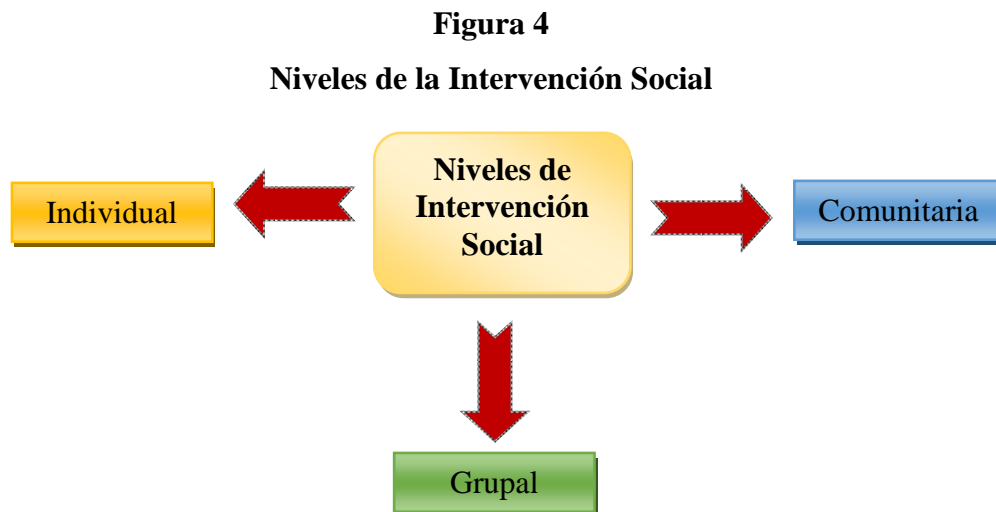 Figura 4
Niveles de la Intervención Social
Niveles de
Intervención
Social
Individual
Comunitaria
Grupal